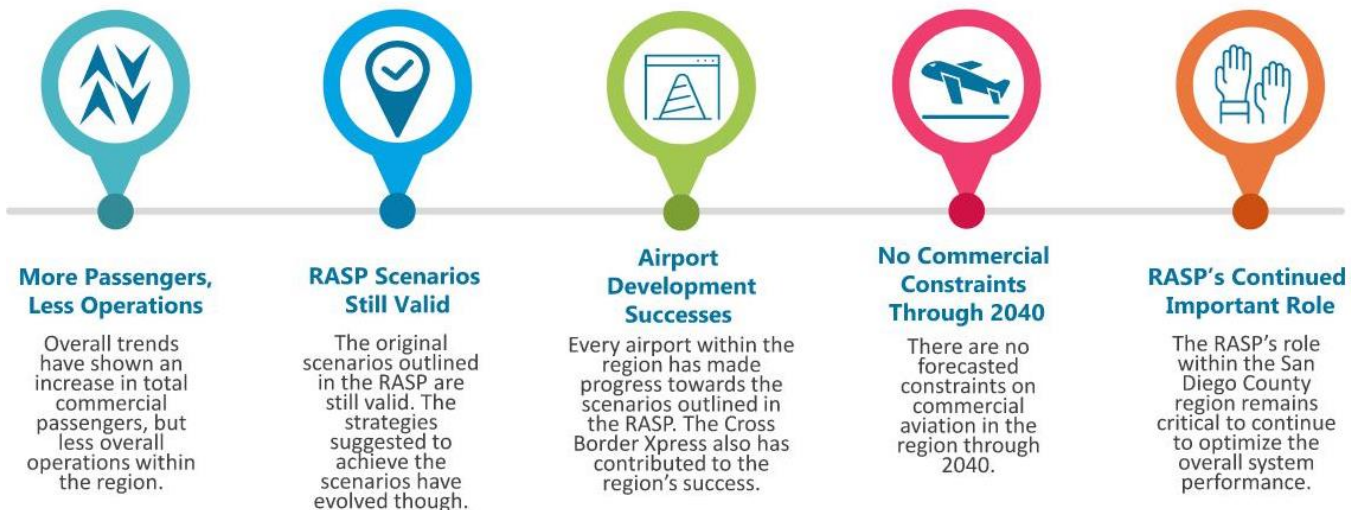 More Passengers,
Less Operations
Overall trends
have shown an
increase in total
commercial
passengers, but
less overall
operations within
the region.
RASP Scenarios
Still Valid
The original
scenarios outlined
in the RASP are
still valid. The
strategies
suggested to
achieve the
scenarios have
evolved though.
Airport
Development
Successes
Every airport within the
region has made
progress towards the
scenarios outlined in
the RASP. The Cross
Border Xpress also has
contributed to the
region's success.
No Commercial
Constraints
Through 2040
There are no
forecasted
constraints on
commercial
aviation in the
region through
2040.
RASP's Continued
Important Role
The RASP's role
within the San
Diego County
region remains
critical to continue
to optimize the
overall system
performance.